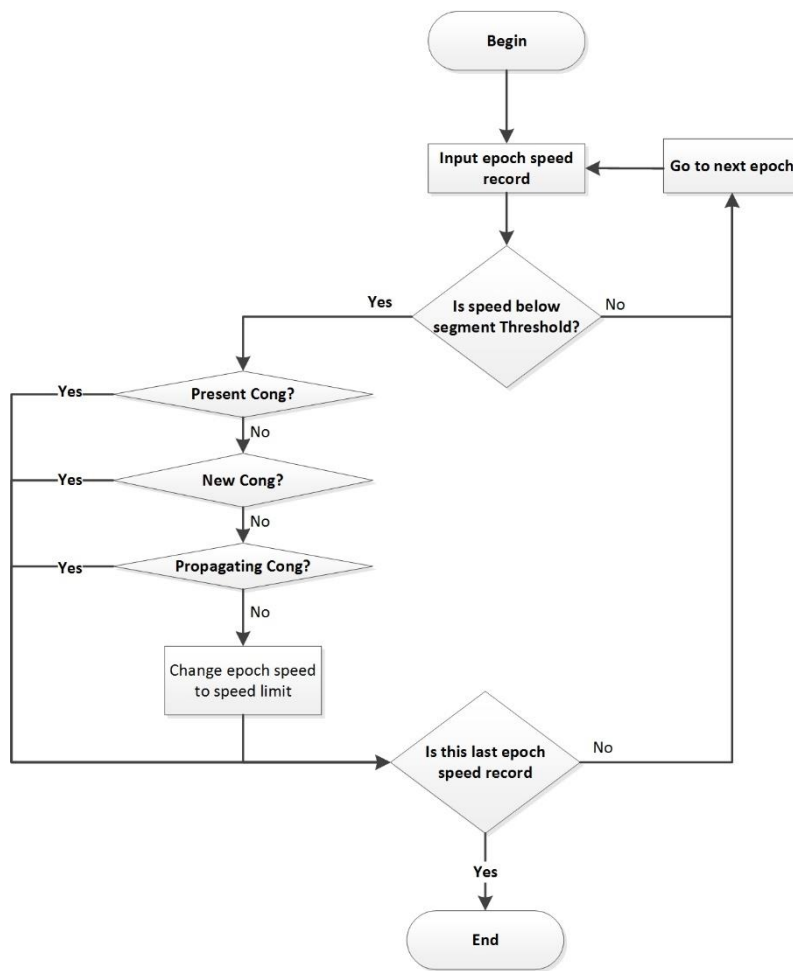 Begin
Input epoch speed
record
Go to next epoch
Is speed below
segment Threshold?
Yes
No
Present Cong?
Yes
No
New Cong?
Yes
No
Propagating Cong?
Yes
No
Change epoch speed
to speed limit
Is this last epoch
speed record
No
Yes
End